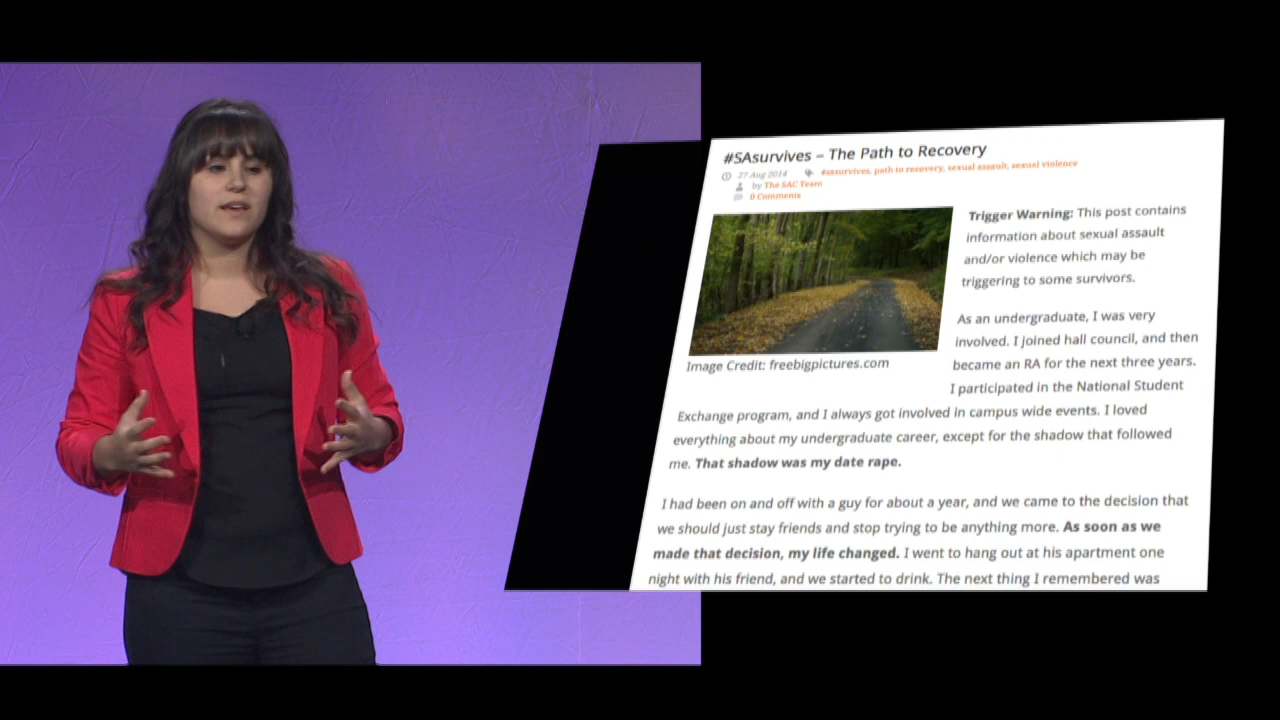 #SAsurvives – The Path to Recovery
27 Aug 2014 #sasurvives, path to recovery, sexual assault, sexual violence
by The SAC Team
0 Comments
Trigger Warning: This post contains
information about sexual assault
and/or violence which may be
triggering to some survivors.
Image Credit: freebigpictures.com
As an undergraduate, I was very
involved. I joined hall council, and then
became an RA for the next three years.
I participated in the National Student
Exchange program, and I always got involved in campus wide events. I loved
everything about my undergraduate career, except for the shadow that followed
me. That shadow was my date rape.
I had been on and off with a guy for about a year, and we came to the decision that
we should just stay friends and stop trying to be anything more. As soon as we
made that decision, my life changed. I went to hang out at his apartment one
night with his friend, and we started to drink. The next thing I remembered was